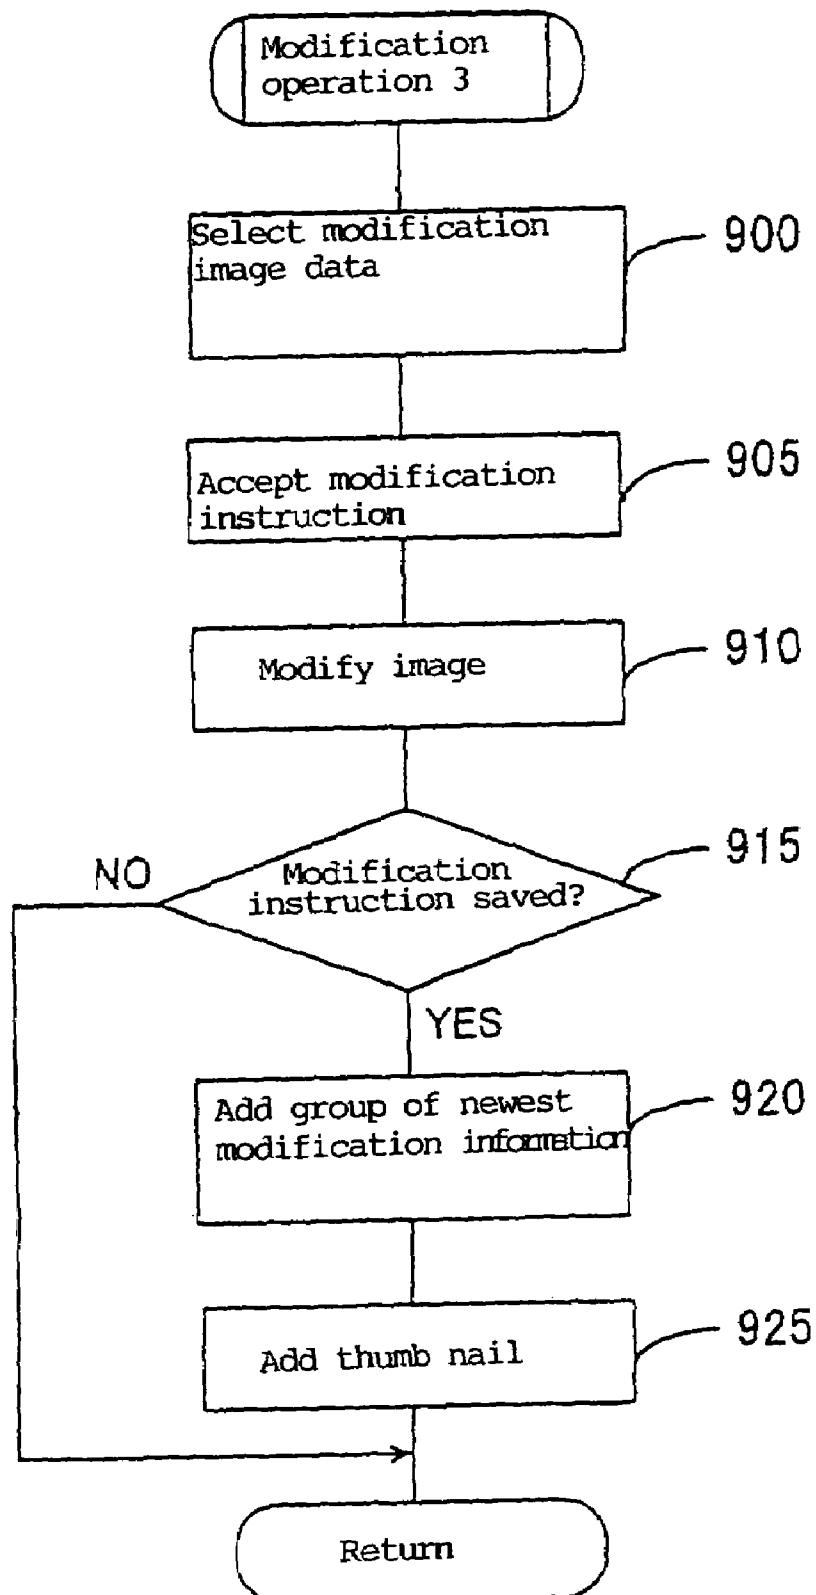 Modification
operation 3
Select modification
image data
900
Accept modification
instruction
905
Modify image
910
Modification
instruction saved?
915
NO
YES
Add group of newest
modification information
920
Add thumb nail
925
Return